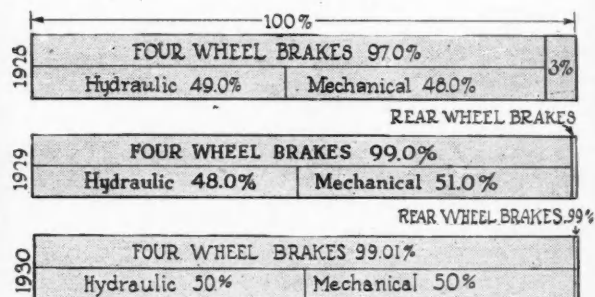 100%
1928
FOUR WHEEL BRAKES 97.0%
3%
Hydraulic 49.0%
Mechanical 48.0%
REAR WHEEL BRAKES
1929
FOUR WHEEL BRAKES 99.0%
Hydraulic 48.0%
Mechanical 51.0%
REAR WHEEL BRAKES .99%
1930
FOUR WHEEL BRAKES 99.01%
Hydraulic 50.%
Mechanical 50%